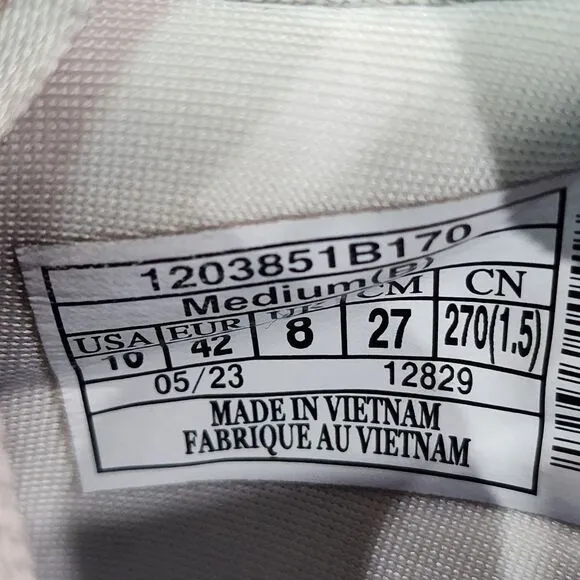 1203851B170
Medium(B)
USA EUR UK CM CN
10 42 8 27 270(1.5)
05/23 12829
MADE IN VIETNAM
FABRIQUE AU VIETNAM